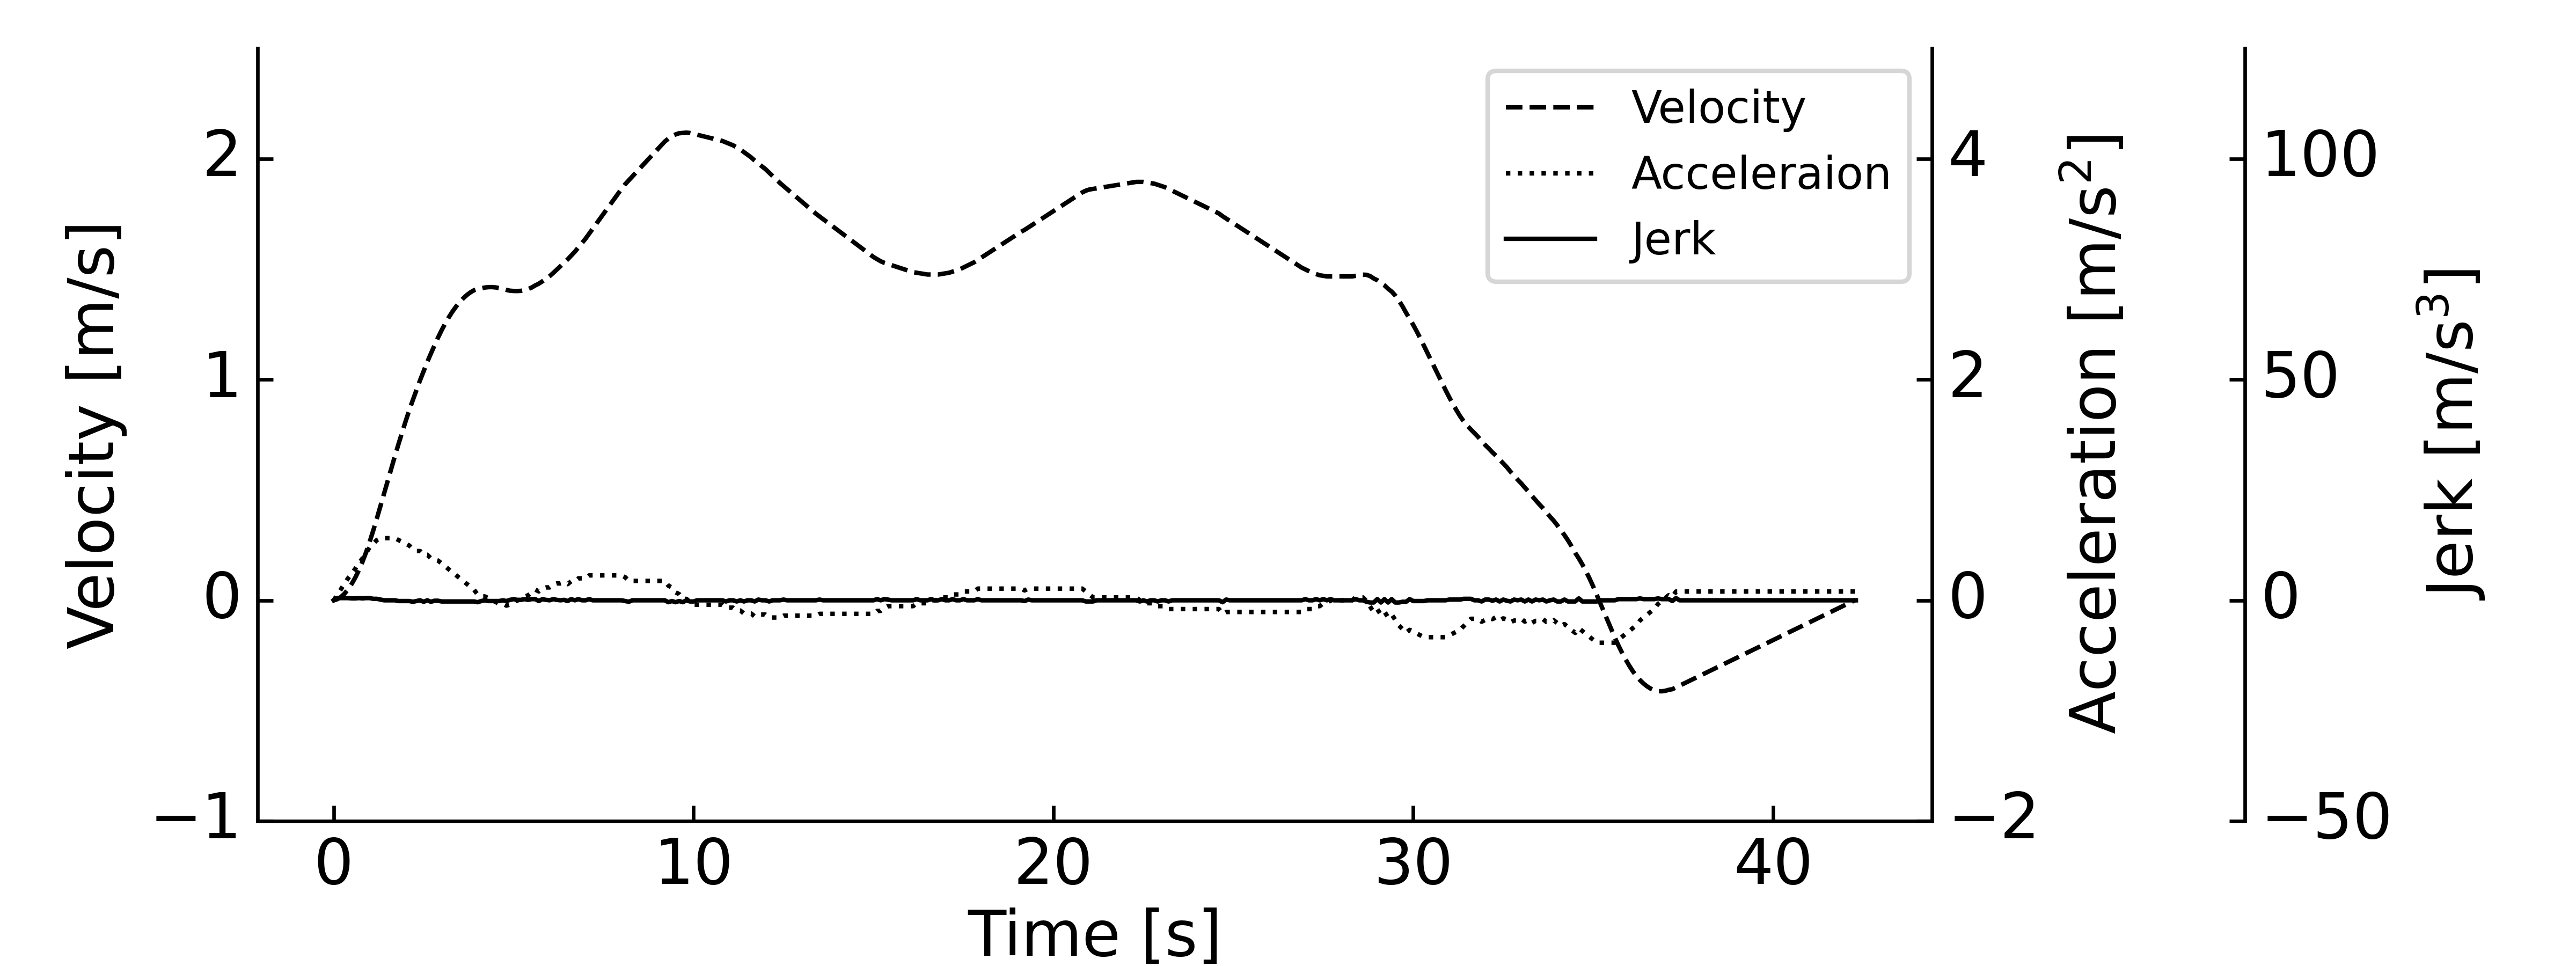 Velocity [m/s]
2
1
0
−1
0 10 20 30 40
Time [s]
Velocity
Acceleraion
Jerk
4
2
0
−2
Acceleration [m/s²]
100
50
0
−50
Jerk [m/s³]